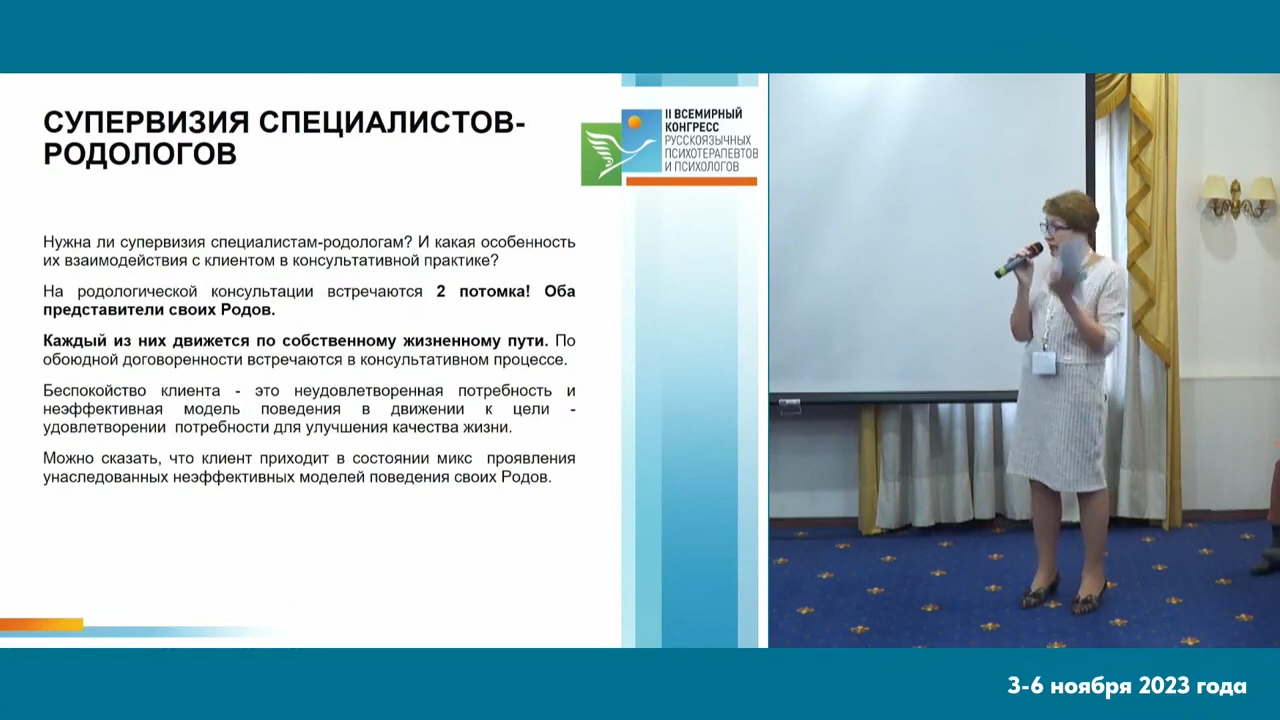 СУПЕРВИЗИЯ СПЕЦИАЛИСТОВ-
РОДОЛОГОВ
II ВСЕМИРНЫЙ
КОНГРЕСС
РУССКОЯЗЫЧНЫХ
ПСИХОТЕРАПЕВТОВ
И ПСИХОЛОГОВ
Нужна ли супервизия специалистам-родологам? И какая особенность
их взаимодействия с клиентом в консультативной практике?
На родологической консультации встречаются 2 потомка! Оба
представители своих Родов.
Каждый из них движется по собственному жизненному пути. По
обоюдной договоренности встречаются в консультативном процессе.
Беспокойство клиента - это неудовлетворенная потребность и
неэффективная модель поведения в движении к цели -
удовлетворении потребности для улучшения качества жизни.
Можно сказать, что клиент приходит в состоянии микс проявления
унаследованных неэффективных моделей поведения своих Родов.
3-6 ноября 2023 года